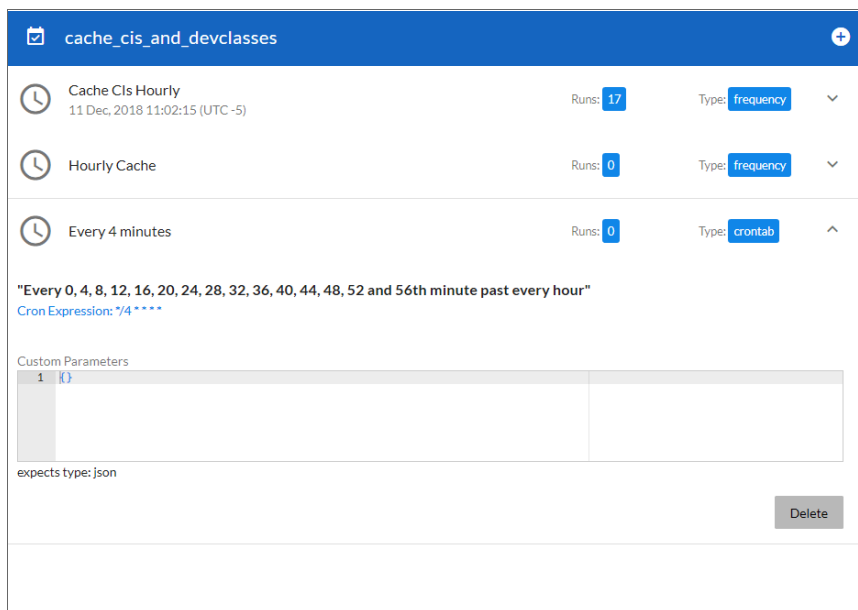 cache_cis_and_devclasses
Cache CIs Hourly Runs: 17 Type: frequency
11 Dec, 2018 11:02:15 (UTC -5)
Hourly Cache Runs: 0 Type: frequency
Every 4 minutes Runs: 0 Type: crontab
"Every 0, 4, 8, 12, 16, 20, 24, 28, 32, 36, 40, 44, 48, 52 and 56th minute past every hour"
Cron Expression: */4 * * * *
Custom Parameters
1 {}
expects type: json
Delete